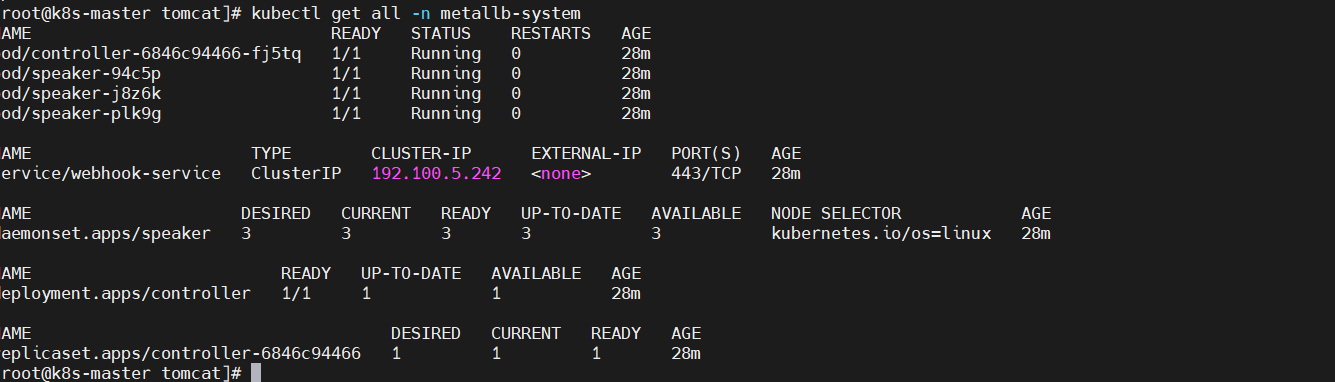 root@k8s-master tomcat]# kubectl get all -n metallb-system
AME READY STATUS RESTARTS AGE
od/controller-6846c94466-fj5tq 1/1 Running 0 28m
od/speaker-94c5p 1/1 Running 0 28m
od/speaker-j8z6k 1/1 Running 0 28m
od/speaker-plk9g 1/1 Running 0 28m
AME TYPE CLUSTER-IP EXTERNAL-IP PORT(S) AGE
ervice/webhook-service ClusterIP 192.100.5.242 <none> 443/TCP 28m
AME DESIRED CURRENT READY UP-TO-DATE AVAILABLE NODE SELECTOR AGE
aemonset.apps/speaker 3 3 3 3 3 kubernetes.io/os=linux 28m
AME READY UP-TO-DATE AVAILABLE AGE
eployment.apps/controller 1/1 1 1 28m
AME DESIRED CURRENT READY AGE
eplicaset.apps/controller-6846c94466 1 1 1 28m
root@k8s-master tomcat]#